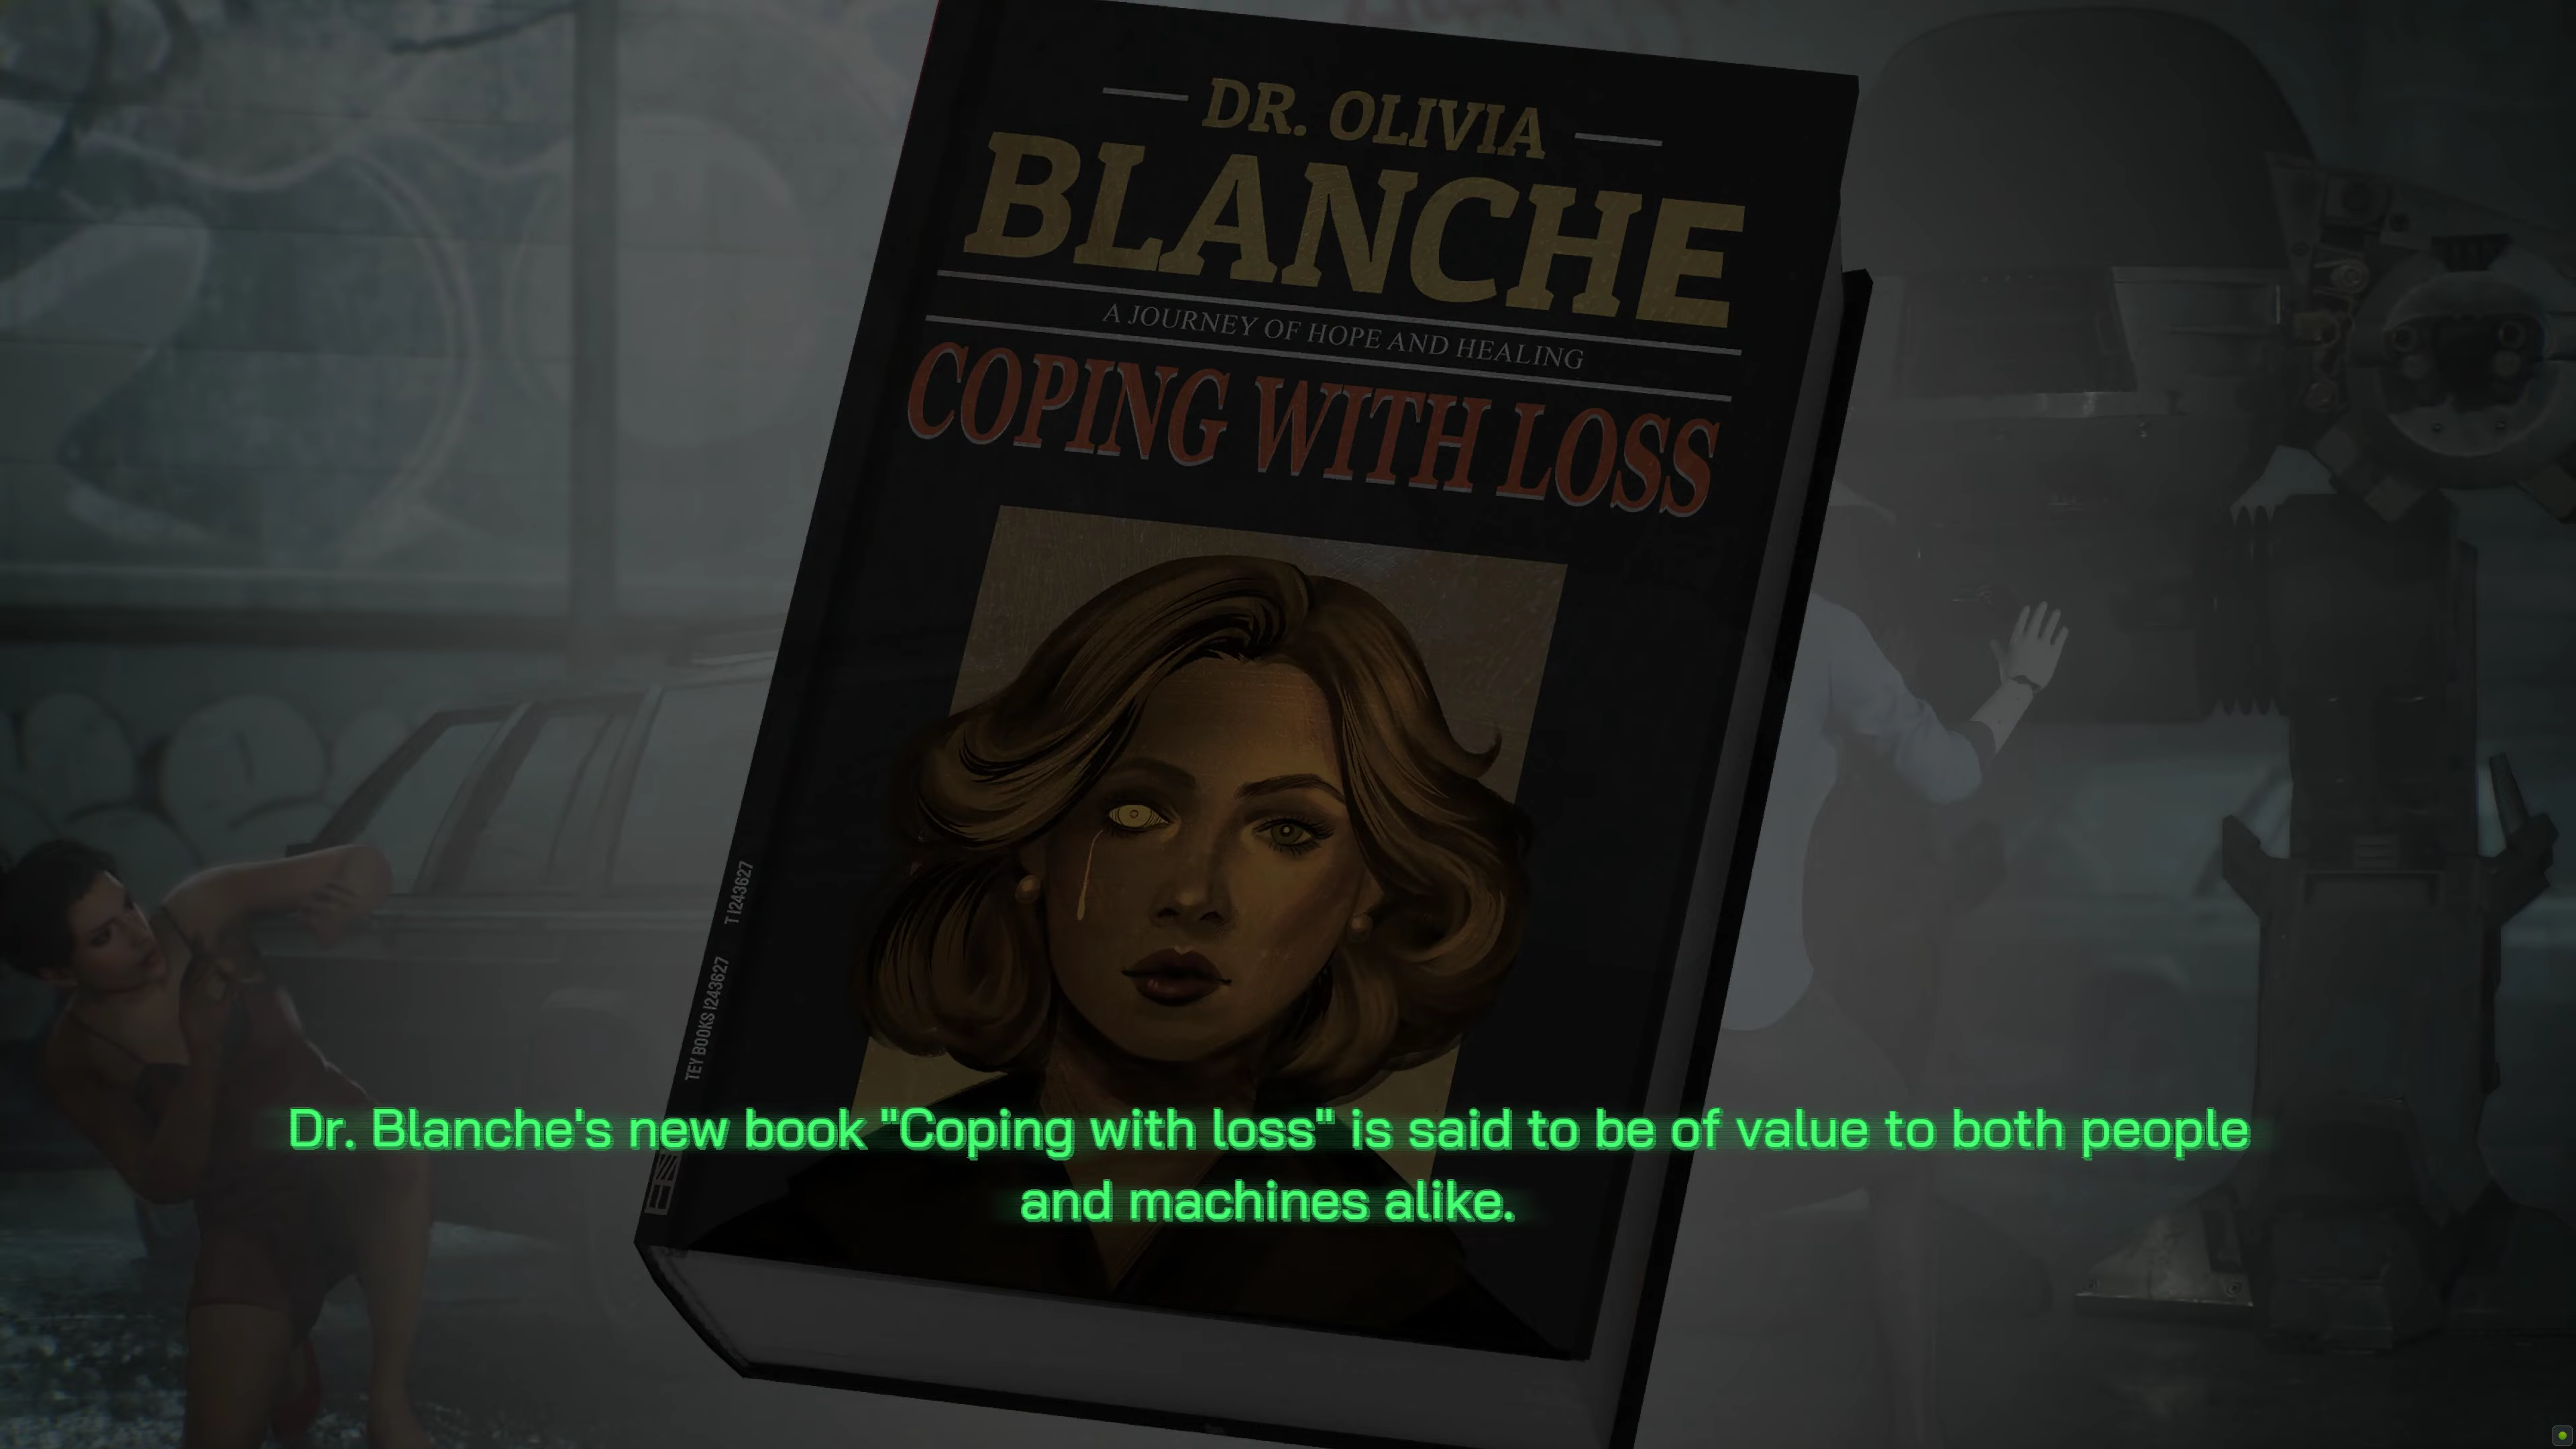 DR. OLIVIA
BLANCHE
A JOURNEY OF HOPE AND HEALING
COPING WITH LOSS
TEY BOOKS 1243627
T 1243627
Dr. Blanche's new book "Coping with loss" is said to be of value to both people
and machines alike.